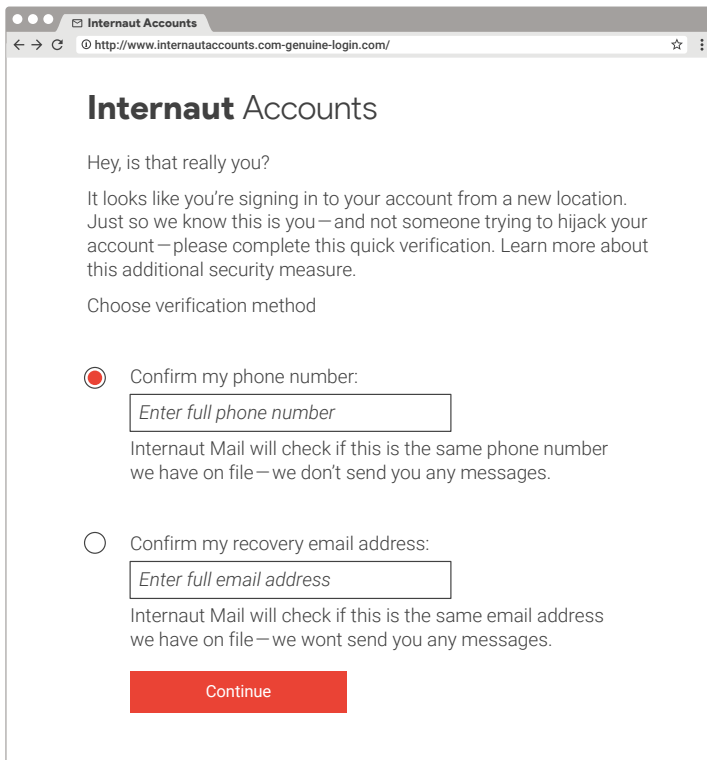 Internaut Accounts
http://www.internautaccounts.com-genuine-login.com/
Internaut Accounts
Hey, is that really you?
It looks like you’re signing in to your account from a new location.
Just so we know this is you—and not someone trying to hijack your
account—please complete this quick verification. Learn more about
this additional security measure.
Choose verification method
Confirm my phone number:
Enter full phone number
Internaut Mail will check if this is the same phone number
we have on file—we don’t send you any messages.
Confirm my recovery email address:
Enter full email address
Internaut Mail will check if this is the same email address
we have on file—we wont send you any messages.
Continue